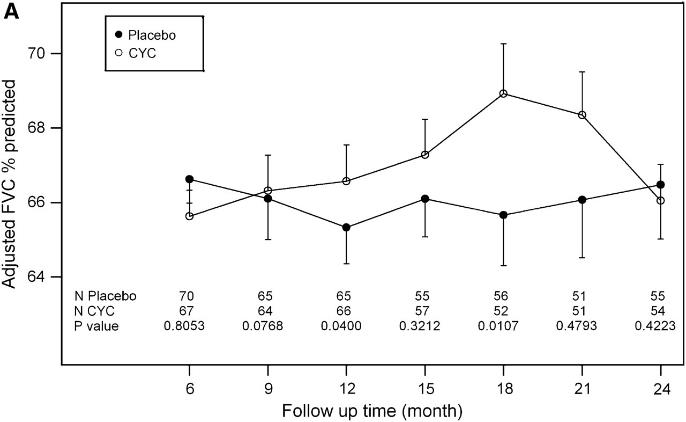 A
Placebo
CYC
Adjusted FVC % predicted
70
68
66
64
N Placebo 70 65 65 55 56 51 55
N CYC 67 64 66 57 52 51 54
P value 0.8053 0.0768 0.0400 0.3212 0.0107 0.4793 0.4223
6 9 12 15 18 21 24
Follow up time (month)